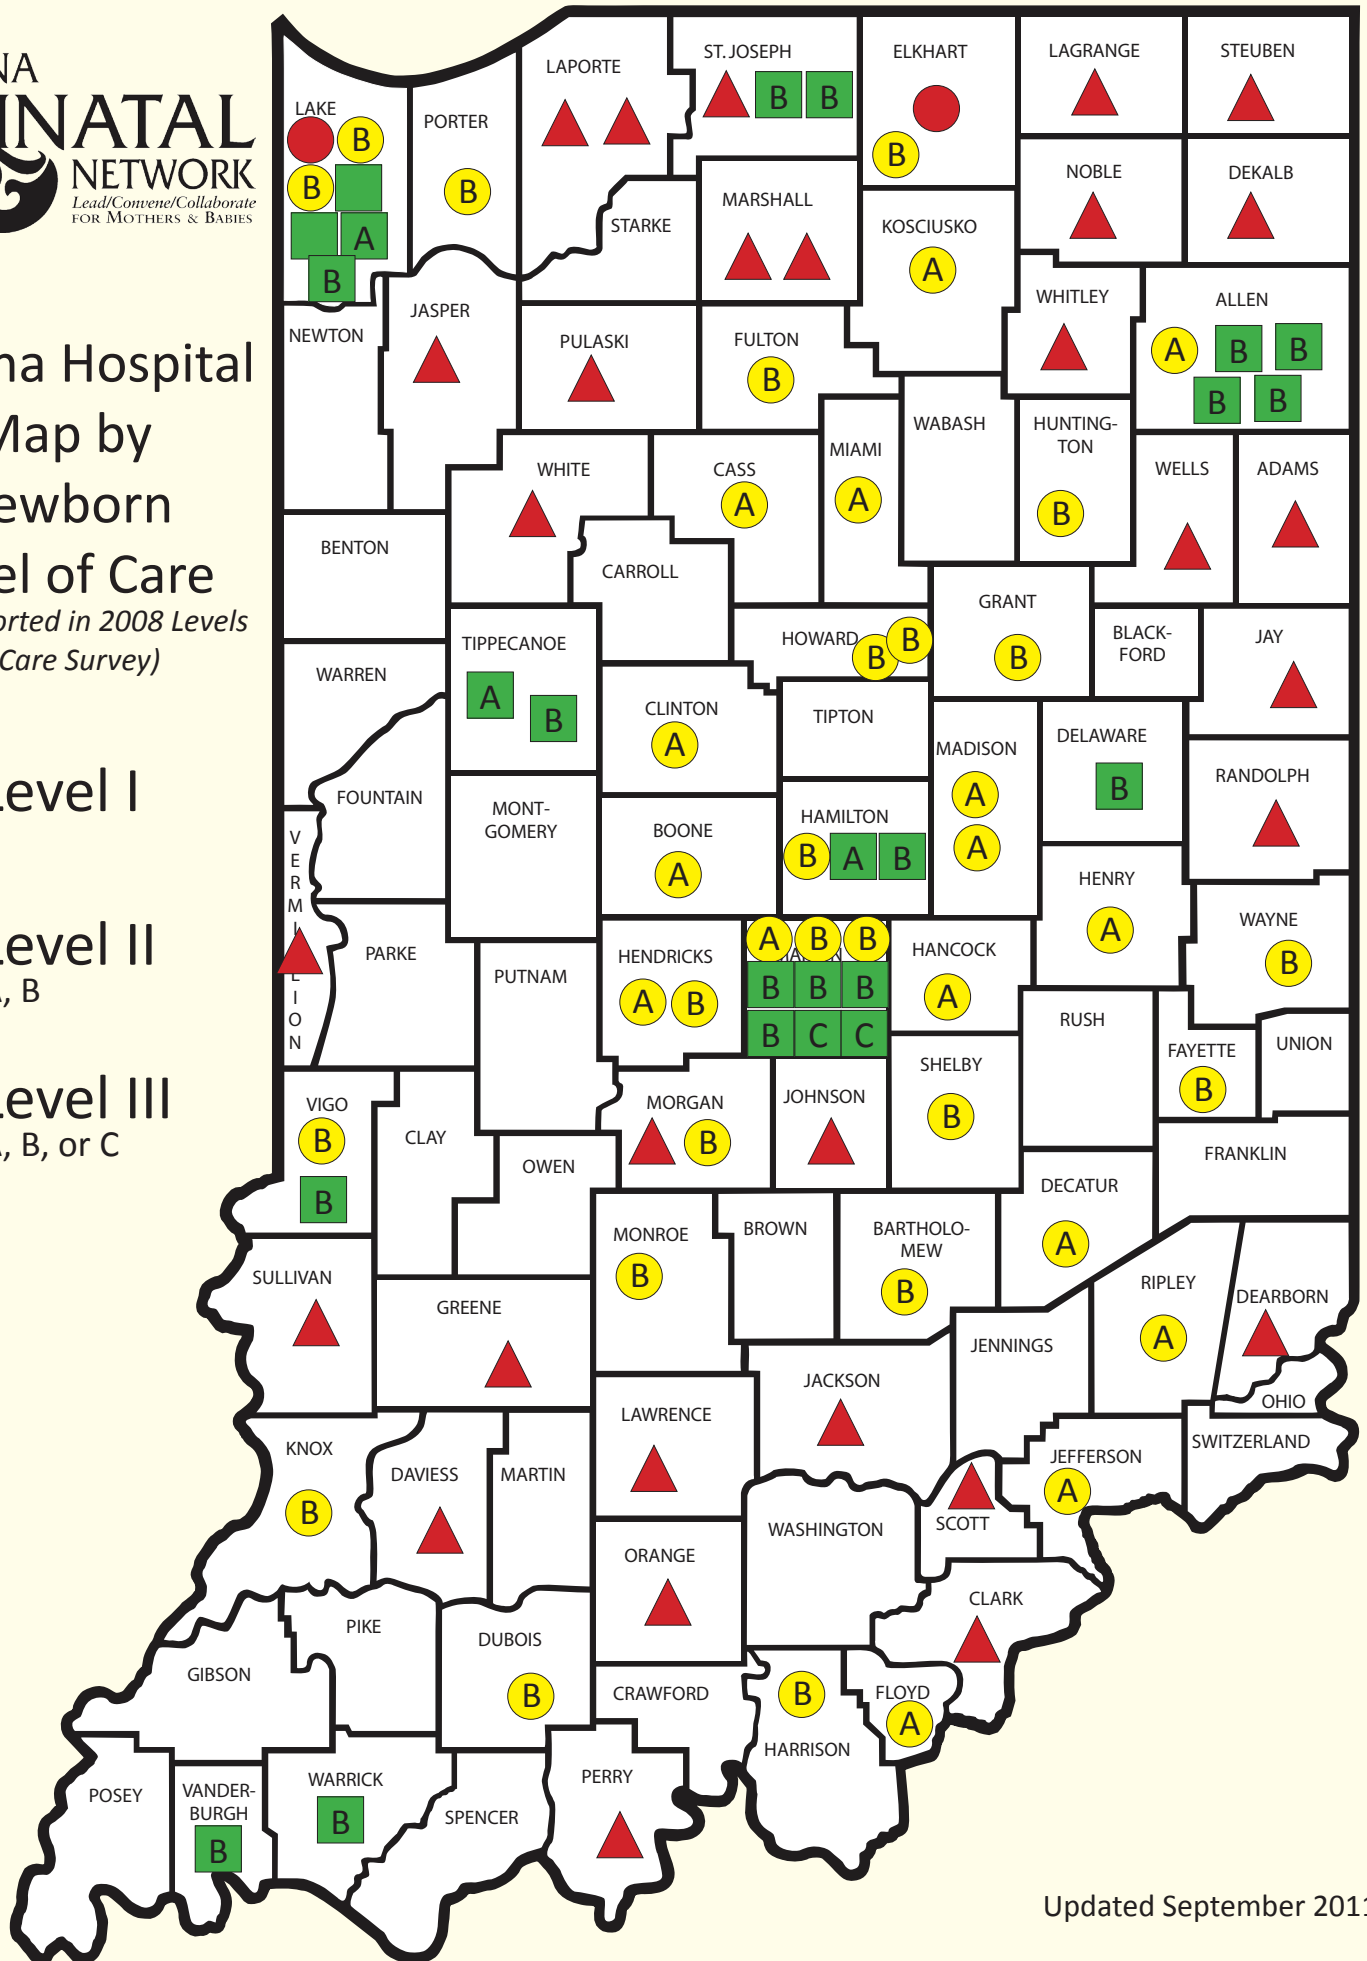 NA
INATAL
NETWORK
Lead/Convene/Collaborate
FOR MOTHERS & BABIES
na Hospital
Map by
ewborn
el of Care
orted in 2008 Levels
Care Survey)
Level I
Level II
A, B
Level III
A, B, or C
LAKE
B
B
A
B
PORTER
B
LAPORTE
ST.JOSEPH
B B
ELKHART
B
LAGRANGE
STEUBEN
NOBLE
DEKALB
STARKE
MARSHALL
KOSCIUSKO
A
WHITLEY
ALLEN
A B B
B B
NEWTON
JASPER
PULASKI
FULTON
B
WABASH
HUNTING-
TON
B
MIAMI
A
WHITE
CASS
A
WELLS
ADAMS
BENTON
CARROLL
GRANT
B
BLACK-
FORD
JAY
HOWARD
B B
WARREN
TIPPECANOE
A
B
CLINTON
A
TIPTON
MADISON
A
A
DELAWARE
B
RANDOLPH
FOUNTAIN
MONT-
GOMERY
BOONE
A
HAMILTON
B A B
HENRY
A
WAYNE
B
VERMILLION
PARKE
PUTNAM
HENDRICKS
A B
A B B
B B B
B C C
HANCOCK
A
RUSH
FAYETTE
B
UNION
SHELBY
B
VIGO
B
B
CLAY
OWEN
MORGAN
B
JOHNSON
FRANKLIN
DECATUR
A
MONROE
B
BROWN
BARTHOLO-
MEW
B
SULLIVAN
GREENE
RIPLEY
A
DEARBORN
JENNINGS
OHIO
JACKSON
LAWRENCE
SWITZERLAND
JEFFERSON
A
KNOX
B
DAVIESS
MARTIN
SCOTT
WASHINGTON
ORANGE
CLARK
PIKE
DUBOIS
B
GIBSON
CRAWFORD
B
HARRISON
FLOYD
A
POSEY
VANDER-
BURGH
B
WARRICK
B
SPENCER
PERRY
Updated September 2011